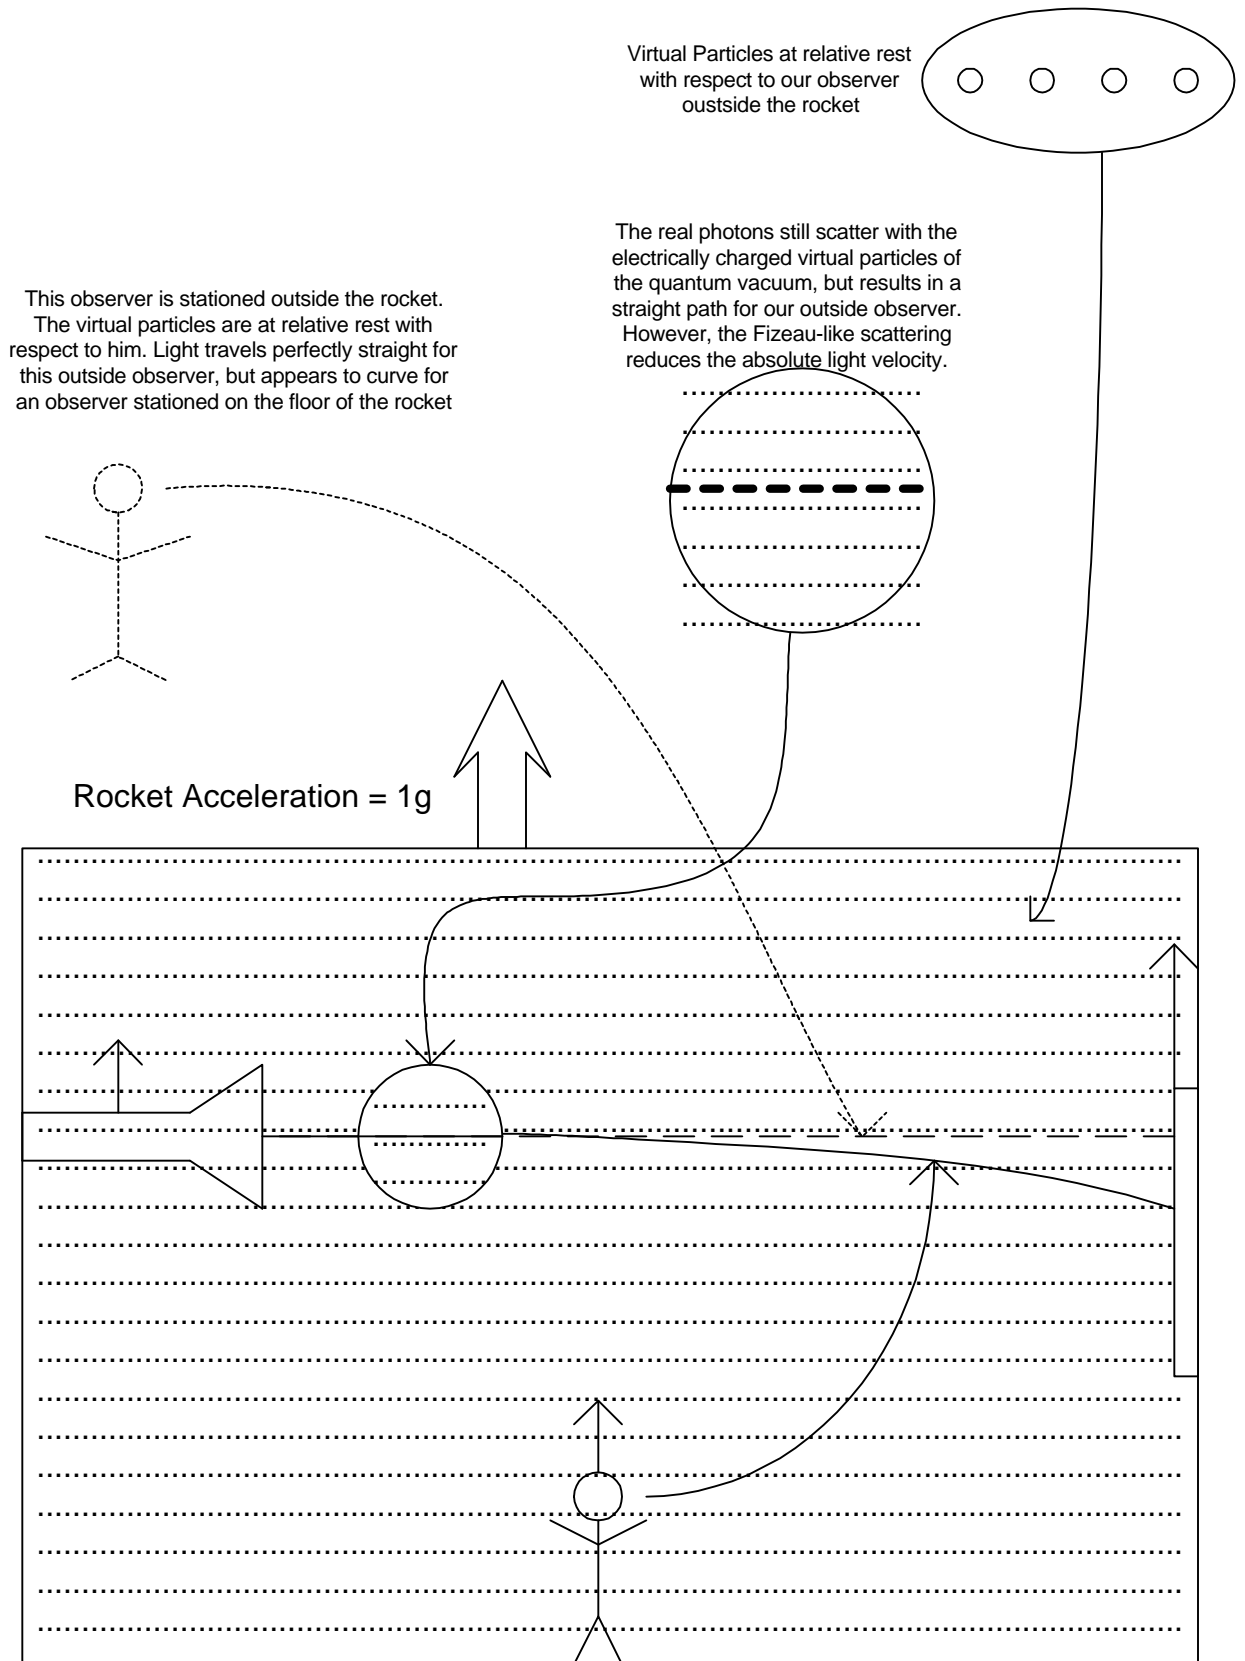 Virtual Particles at relative rest
with respect to our observer
oustside the rocket
The real photons still scatter with the
electrically charged virtual particles of
the quantum vacuum, but results in a
straight path for our outside observer.
However, the Fizeau-like scattering
reduces the absolute light velocity.
This observer is stationed outside the rocket.
The virtual particles are at relative rest with
respect to him. Light travels perfectly straight for
this outside observer, but appears to curve for
an observer stationed on the floor of the rocket
Rocket Acceleration = 1g